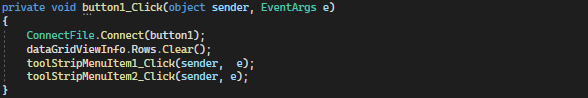 private void button1_Click(object sender, EventArgs e)
{
ConnectFile.Connect(button1);
dataGridViewInfo.Rows.Clear();
toolStripMenuItem1_Click(sender,  e);
toolStripMenuItem2_Click(sender, e);
}